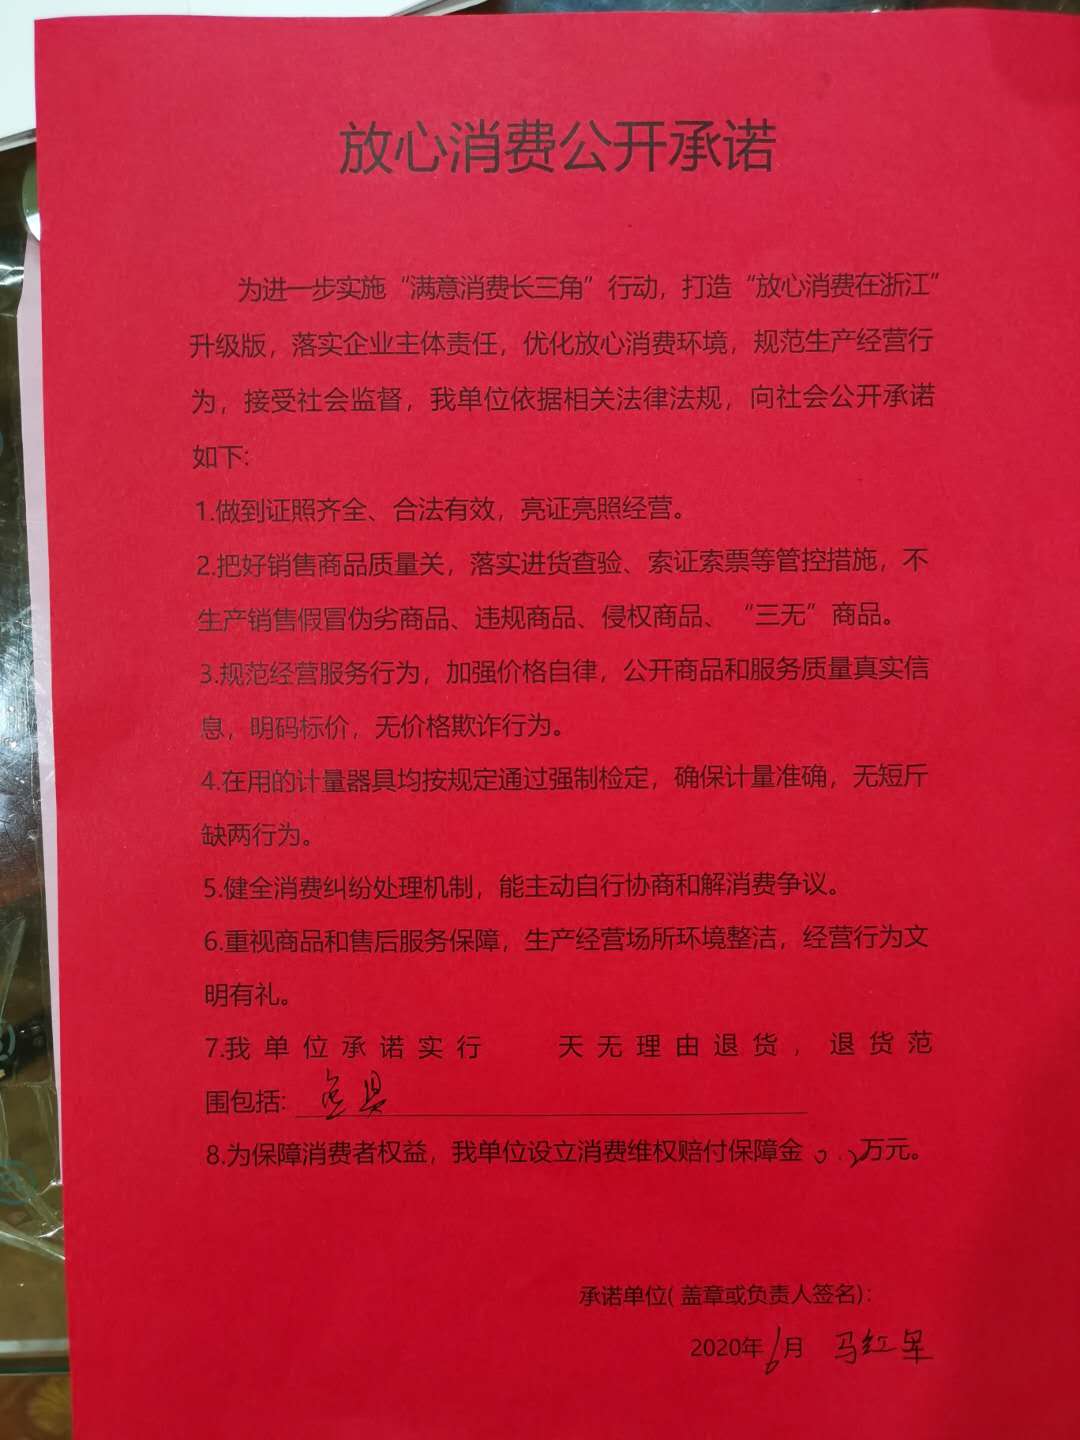 放心消费公开承诺
为进一步实施“满意消费长三角”行动，打造“放心消费在浙江”
升级版，落实企业主体责任，优化放心消费环境，规范生产经营行
为，接受社会监督，我单位依据相关法律法规，向社会公开承诺
如下：
1.做到证照齐全、合法有效，亮证亮照经营。
2.把好销售商品质量关，落实进货查验、索证索票等管控措施，不
生产销售假冒伪劣商品、违规商品、侵权商品、“三无”商品。
3.规范经营服务行为，加强价格自律，公开商品和服务质量真实信
息，明码标价，无价格欺诈行为。
4.在用的计量器具均按规定通过强制检定，确保计量准确，无短斤
缺两行为。
5.健全消费纠纷处理机制，能主动自行协商和解消费争议。
6.重视商品和售后服务保障，生产经营场所环境整洁，经营行为文
明有礼。
7.我单位承诺实行 天无理由退货，退货范
围包括:
8.为保障消费者权益，我单位设立消费维权赔付保障金0.2万元。
承诺单位( 盖章或负责人签名):
2020年6月 马红军